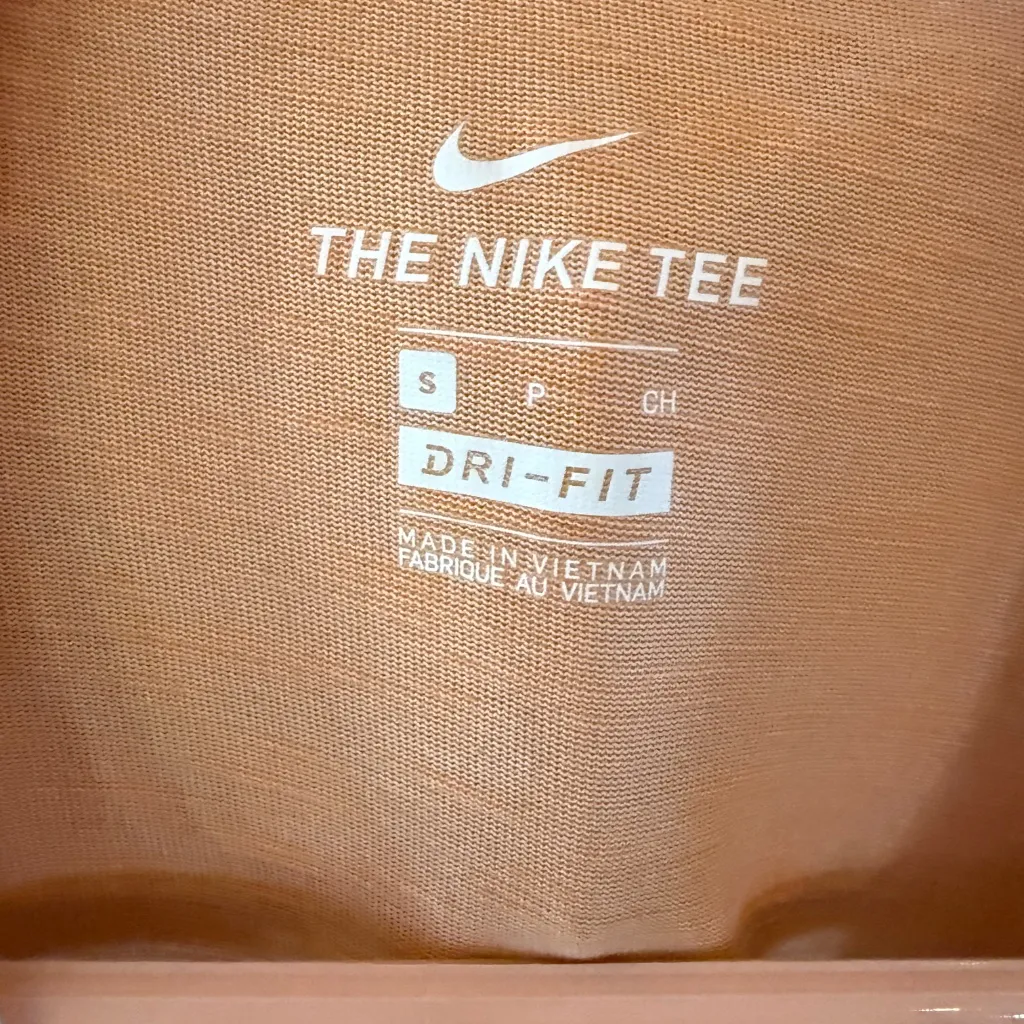 THE NIKE TEE
S P CH
DRI-FIT
MADE IN VIETNAM
FABRIQUE AU VIETNAM